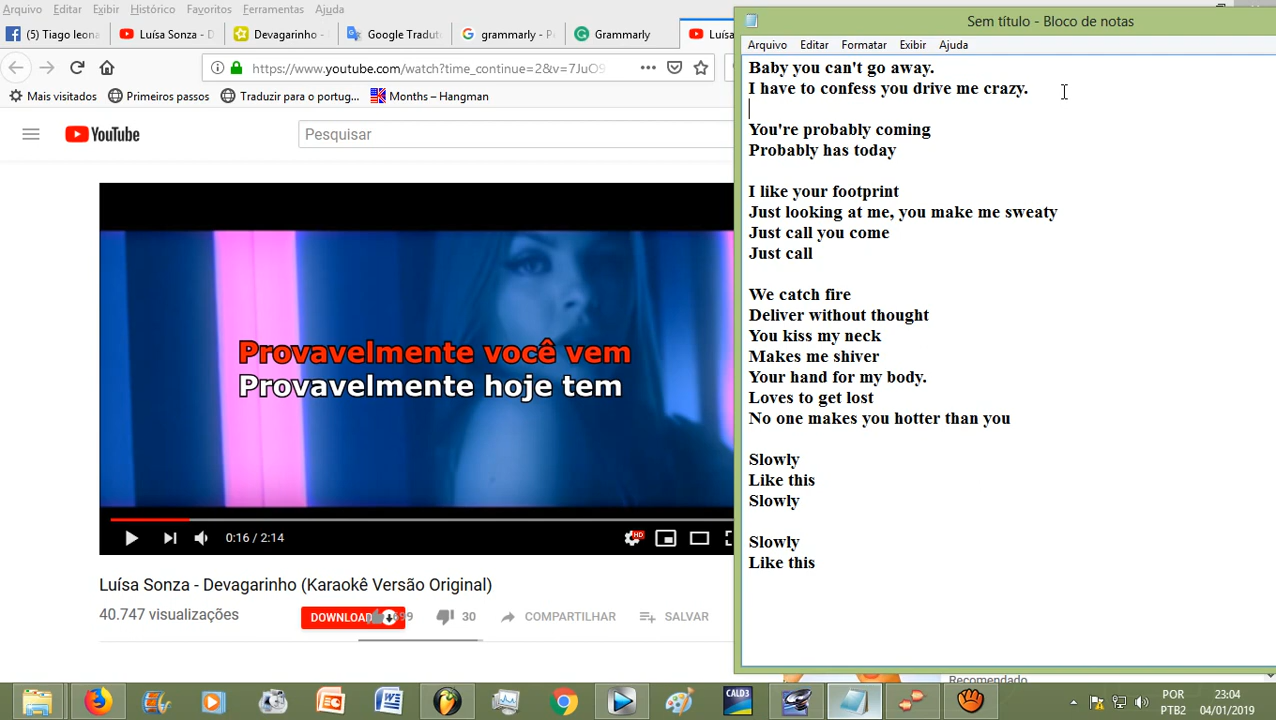 Arquivo Editar Exibir Histórico Favoritos Ferramentas Ajuda
(5) Tiago leona
Luísa Sonza - D
Devagarinho -
Google Tradut
grammarly - P
Grammarly
Luís
https://www.youtube.com/watch?time_continue=2&v=7JuO9
Mais visitados Primeiros passos Traduzir para o portug... Months – Hangman
YouTube
Pesquisar
Provavelmente você vem
Provavelmente hoje tem
0:16 / 2:14
HD
Luísa Sonza - Devagarinho (Karaokê Versão Original)
40.747 visualizações
DOWNLOAD
30
COMPARTILHAR
SALVAR
Sem título - Bloco de notas
Arquivo Editar Formatar Exibir Ajuda
Baby you can't go away.
I have to confess you drive me crazy.
You're probably coming
Probably has today
I like your footprint
Just looking at me, you make me sweaty
Just call you come
Just call
We catch fire
Deliver without thought
You kiss my neck
Makes me shiver
Your hand for my body.
Loves to get lost
No one makes you hotter than you
Slowly
Like this
Slowly
Slowly
Like this
Recomendado
CALD3
POR
PTB2
23:04
04/01/2019